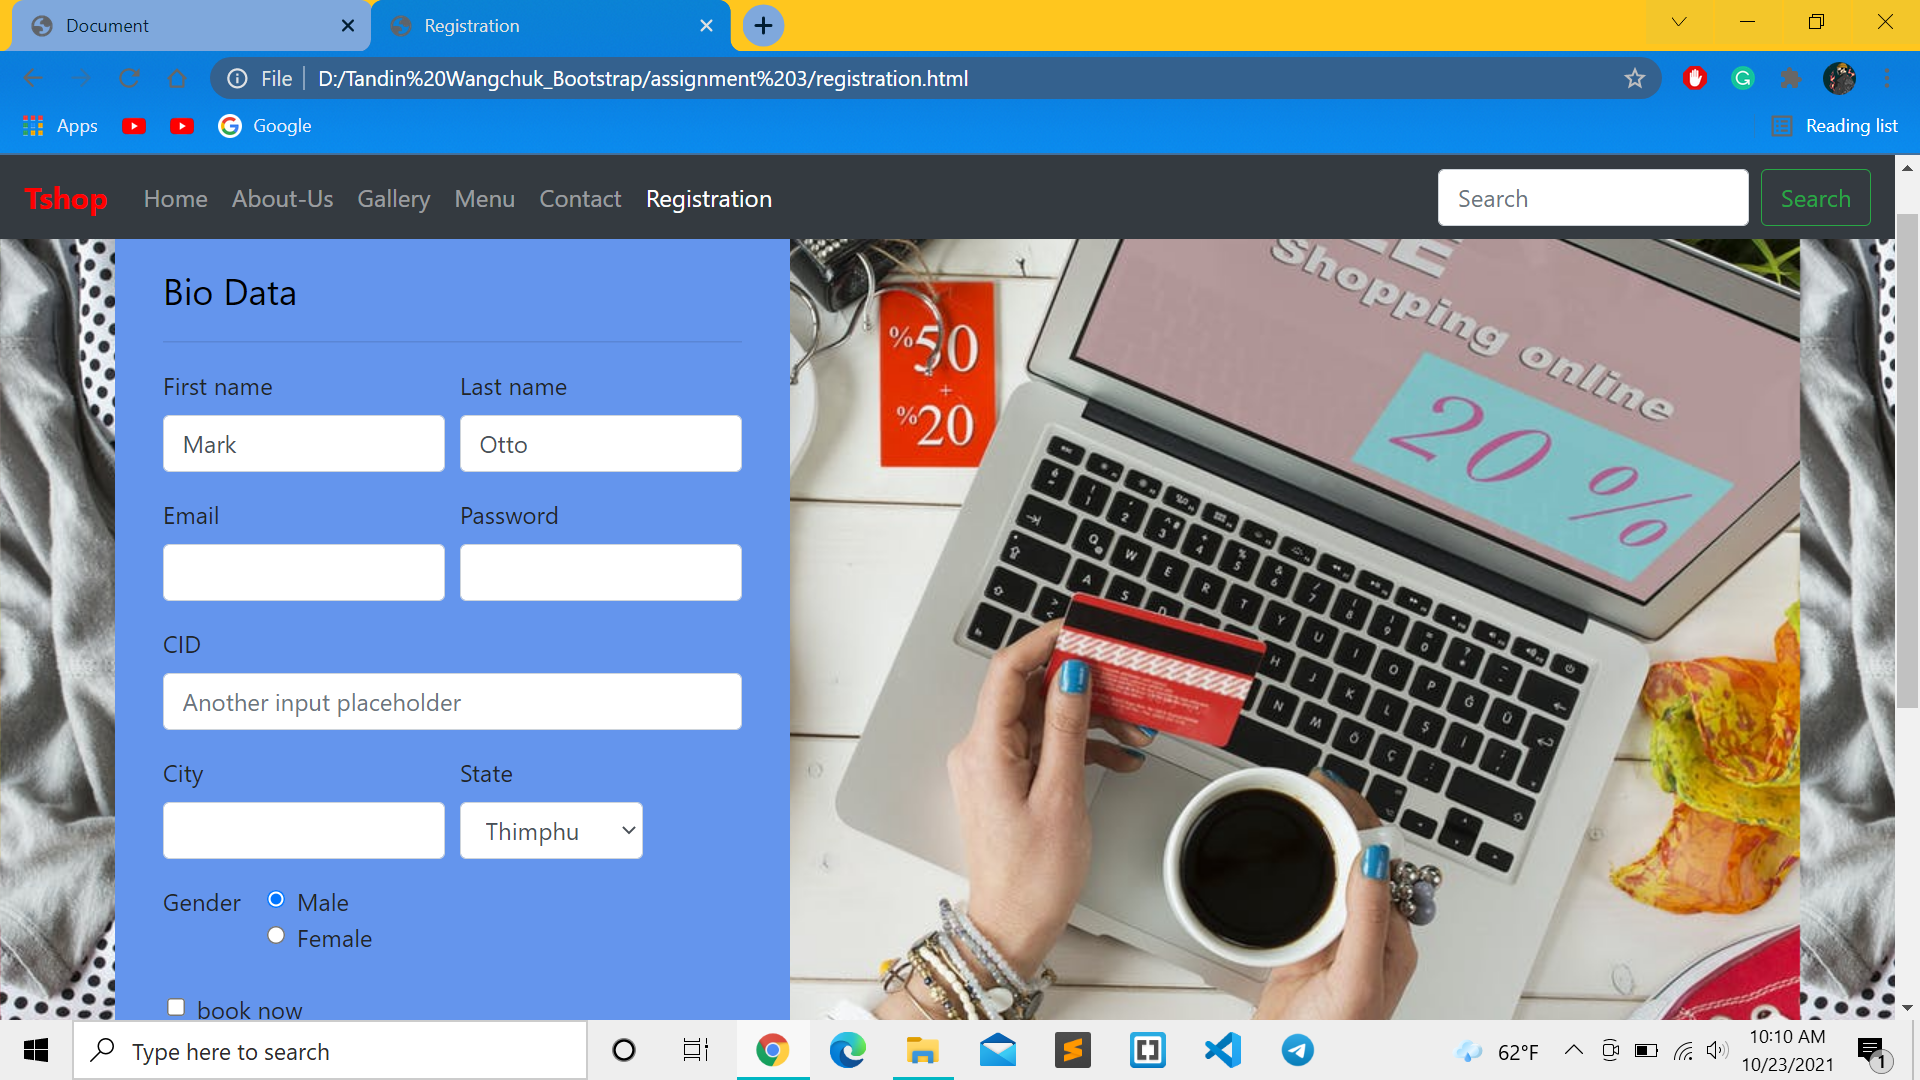 Document
Registration
File D:/Tandin%20Wangchuk_Bootstrap/assignment%203/registration.html
Apps
Google
Reading list
Tshop Home About-Us Gallery Menu Contact Registration
Search
Search
Bio Data
First name Last name
Mark Otto
Email Password
CID
Another input placeholder
City State
Thimphu
Gender Male
Female
book now
%50
+
%20
Shopping online
20 %
Type here to search
62°F
10:10 AM
10/23/2021
1